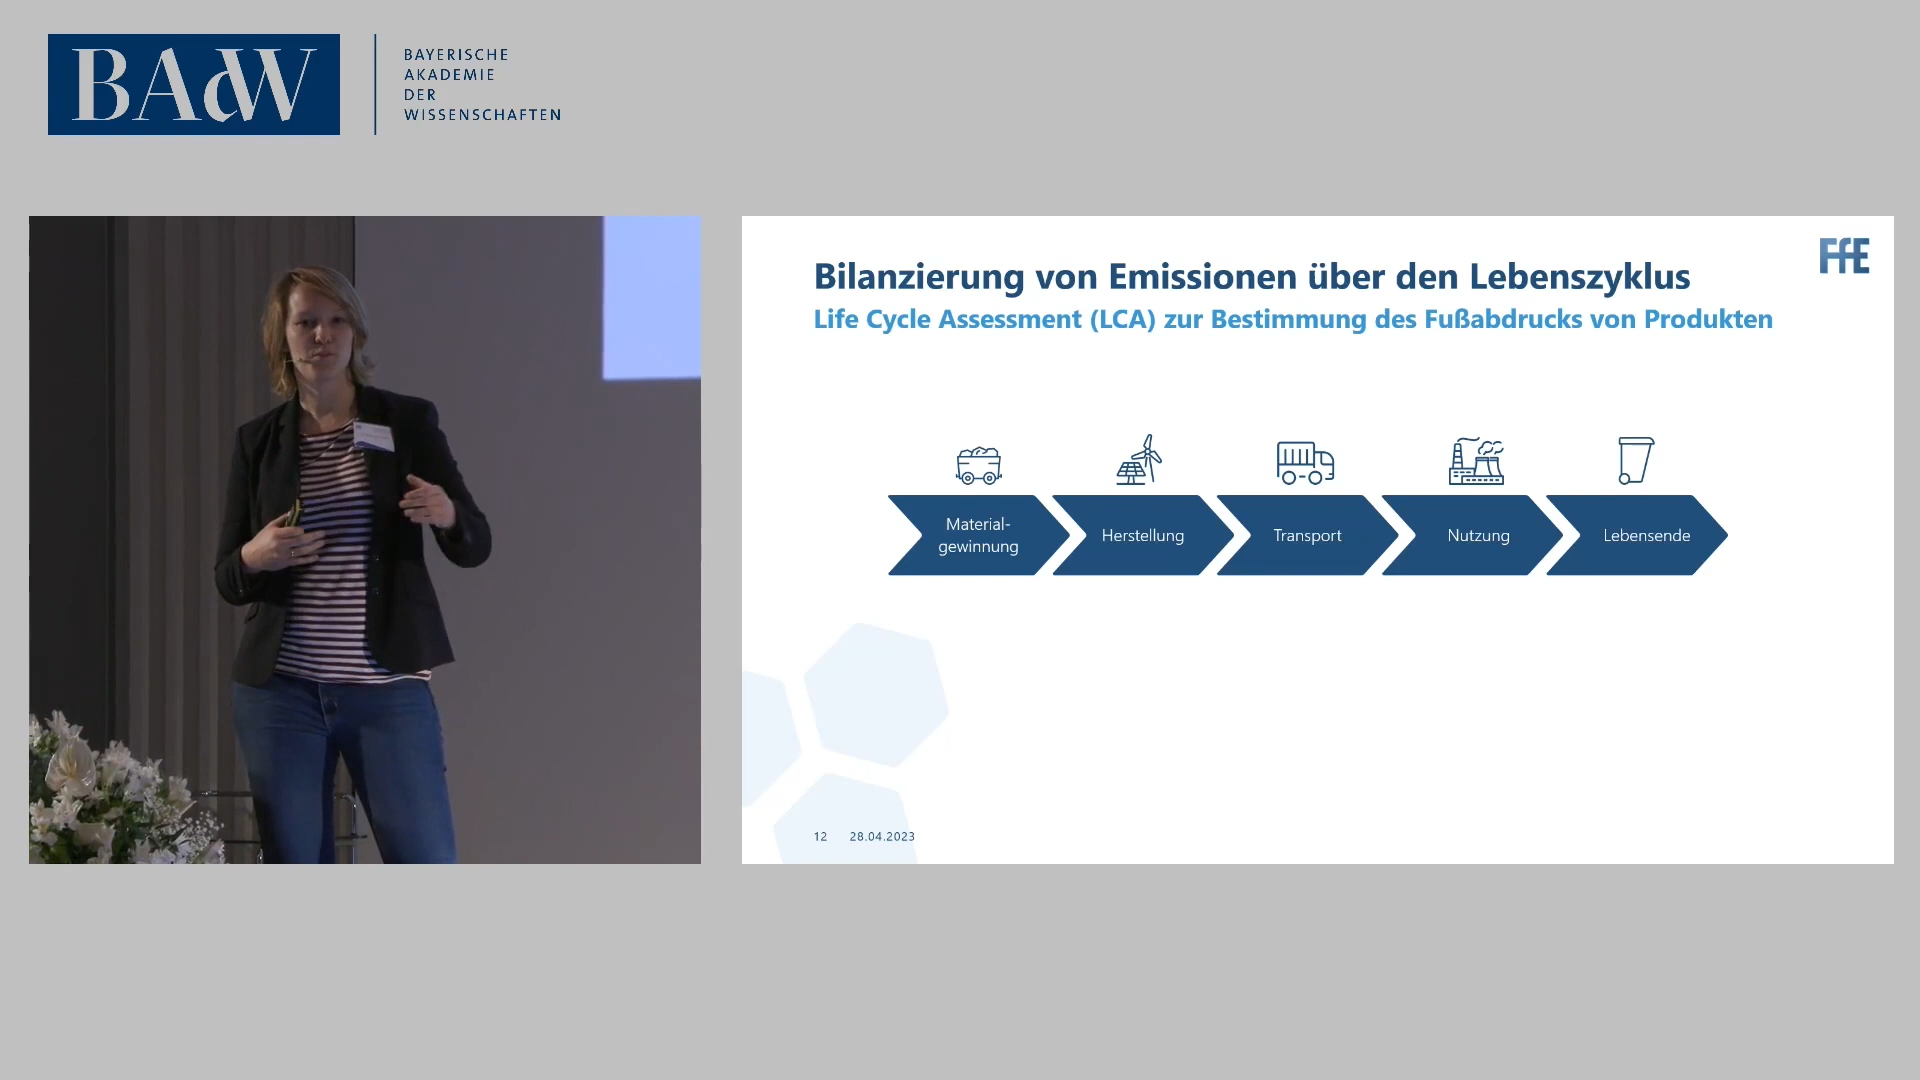 BAdW
BAYERISCHE
AKADEMIE
DER
WISSENSCHAFTEN
FfE
Bilanzierung von Emissionen über den Lebenszyklus
Life Cycle Assessment (LCA) zur Bestimmung des Fußabdrucks von Produkten
Material-
gewinnung
Herstellung
Transport
Nutzung
Lebensende
12 28.04.2023